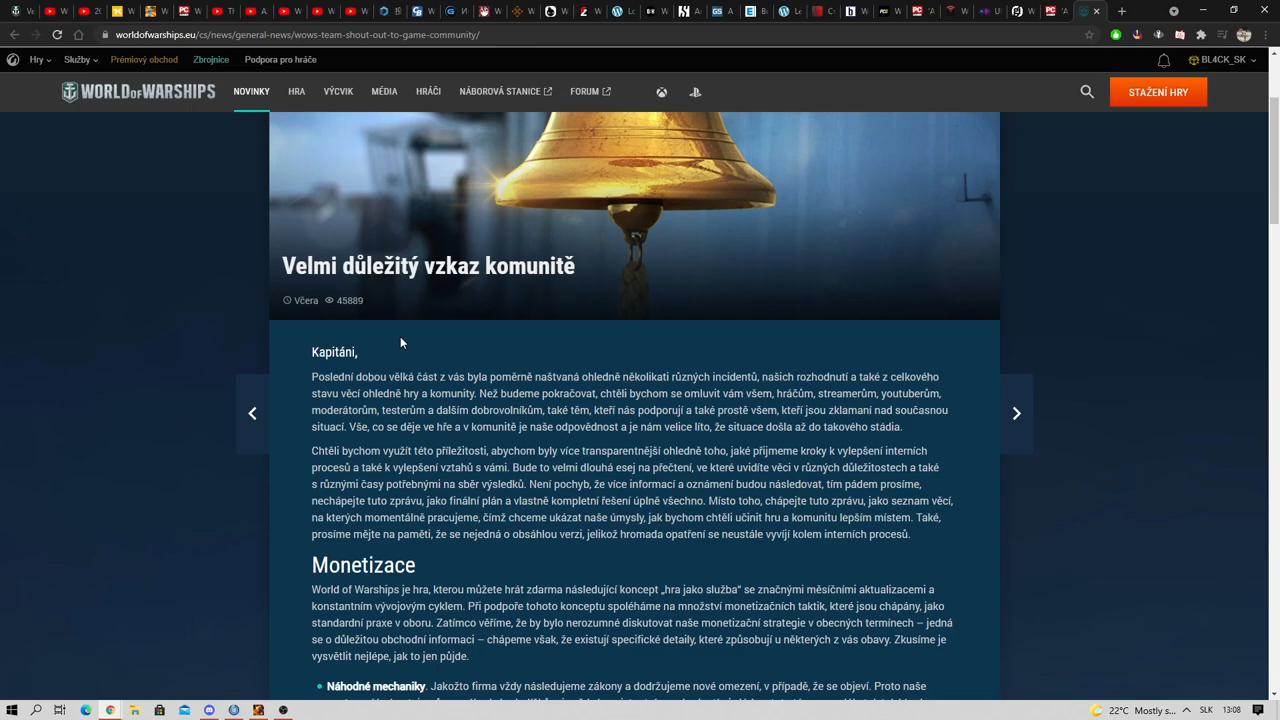 worldofwarships.eu/cs/news/general-news/wows-team-shout-out-to-game-community/
Hry Služby Prémiový obchod Zbrojnice Podpora pro hráče BL4CK_SK
WORLD OF WARSHIPS NOVINKY HRA VÝCVIK MÉDIA HRÁČI NÁBOROVÁ STANICE FORUM STAŽENÍ HRY
Velmi důležitý vzkaz komunitě
Včera 45889
Kapitáni,
Poslední dobou vělká část z vás byla poměrně naštvaná ohledně několikati různých incidentů, našich rozhodnutí a také z celkového
stavu věcí ohledně hry a komunity. Než budeme pokračovat, chtěli bychom se omluvit vám všem, hráčům, streamerům, youtuberům,
moderátorům, testerům a dalším dobrovolníkům, také těm, kteří nás podporují a také prostě všem, kteří jsou zklamaní nad současnou
situací. Vše, co se děje ve hře a v komunitě je naše odpovědnost a je nám velice líto, že situace došla až do takového stádia.
Chtěli bychom využít této příležitosti, abychom byly více transparentnější ohledně toho, jaké přijmeme kroky k vylepšení interních
procesů a také k vylepšení vztahů s vámi. Bude to velmi dlouhá esej na přečtení, ve které uvidíte věci v různých důležitostech a také
s různými časy potřebnými na sběr výsledků. Není pochyb, že více informací a oznámení budou následovat, tím pádem prosíme,
nechápejte tuto zprávu, jako finální plán a vlastně kompletní řešení úplně všechno. Místo toho, chápejte tuto zprávu, jako seznam věcí,
na kterých momentálně pracujeme, čímž chceme ukázat naše úmysly, jak bychom chtěli učinit hru a komunitu lepším místem. Také,
prosíme mějte na paměti, že se nejedná o obsáhlou verzi, jelikož hromada opatření se neustále vyvíjí kolem interních procesů.
Monetizace
World of Warships je hra, kterou můžete hrát zdarma následující koncept „hra jako služba“ se značnými měsíčními aktualizacemi a
konstantním vývojovým cyklem. Při podpoře tohoto konceptu spoléháme na množství monetizačních taktik, které jsou chápány, jako
standardní praxe v oboru. Zatímco věříme, že by bylo nerozumné diskutovat naše monetizační strategie v obecných termínech – jedná
se o důležitou obchodní informaci – chápeme však, že existují specifické detaily, které způsobují u některých z vás obavy. Zkusíme je
vysvětlit nejlépe, jak to jen půjde.
Náhodné mechaniky. Jakožto firma vždy následujeme zákony a dodržujeme nové omezení, v případě, že se objeví. Proto naše
22°C Mostly s... SLK 13:08